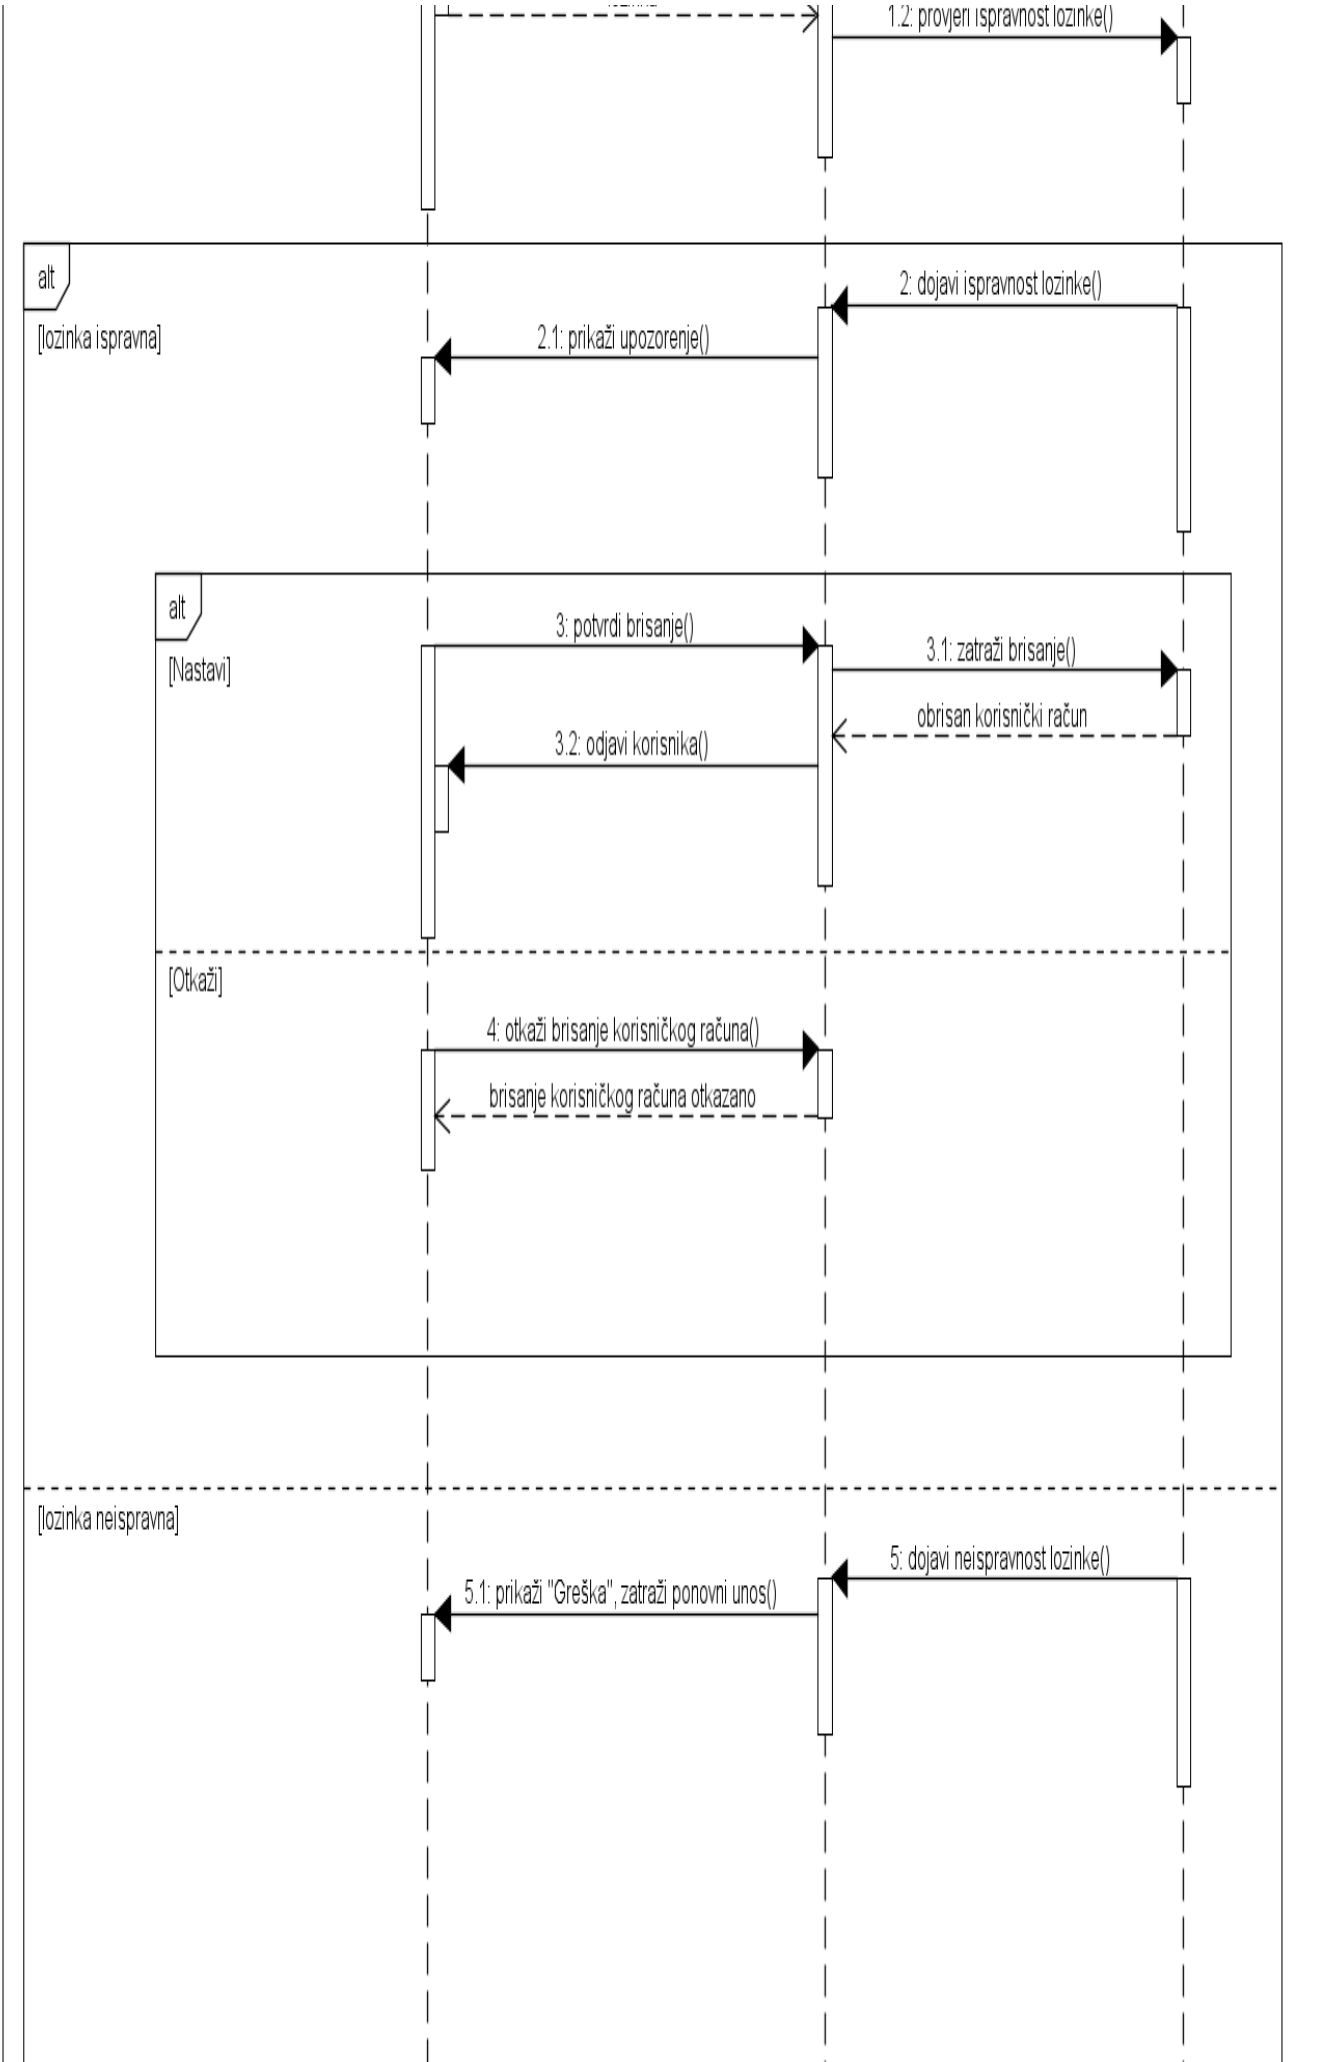 1.2: provjeri ispravnost lozinke()
alt
2: dojavi ispravnost lozinke()
[lozinka ispravna]
2.1: prikaži upozorenje()
alt
3: potvrdi brisanje()
3.1: zatraži brisanje()
[Nastavi]
obrisan korisnički račun
3.2: odjavi korisnika()
[Otkaži]
4: otkaži brisanje korisničkog računa()
brisanje korisničkog računa otkazano
[lozinka neispravna]
5: dojavi neispravnost lozinke()
5.1: prikaži "Greška", zatraži ponovni unos()